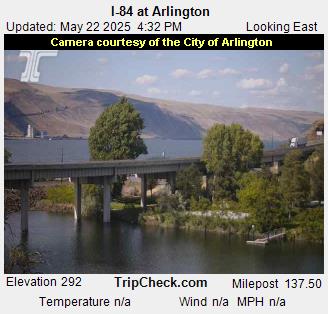 I-84 at Arlington
Updated: May 22 2025 4:32 PM Looking East
Camera courtesy of the City of Arlington
Elevation 292 TripCheck.com Milepost 137.50
Temperature n/a Wind n/a MPH n/a